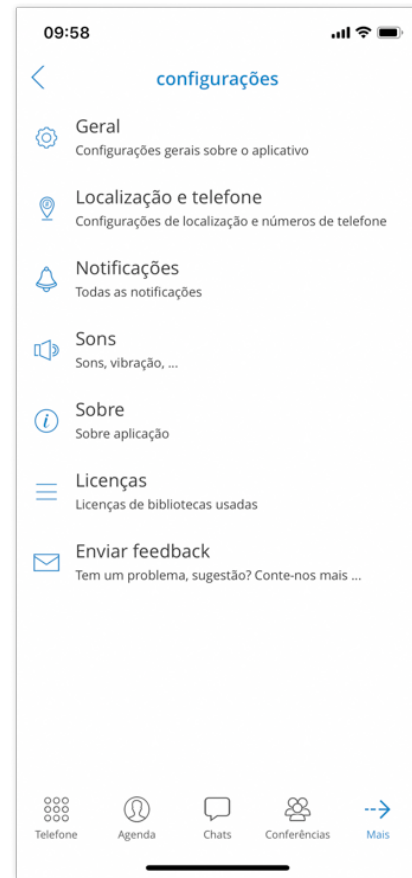 09:58
configurações
Geral
Configurações gerais sobre o aplicativo
Localização e telefone
Configurações de localização e números de telefone
Notificações
Todas as notificações
Sons
Sons, vibração, ...
Sobre
Sobre aplicação
Licenças
Licenças de bibliotecas usadas
Enviar feedback
Tem um problema, sugestão? Conte-nos mais ...
Telefone Agenda Chats Conferências Mais